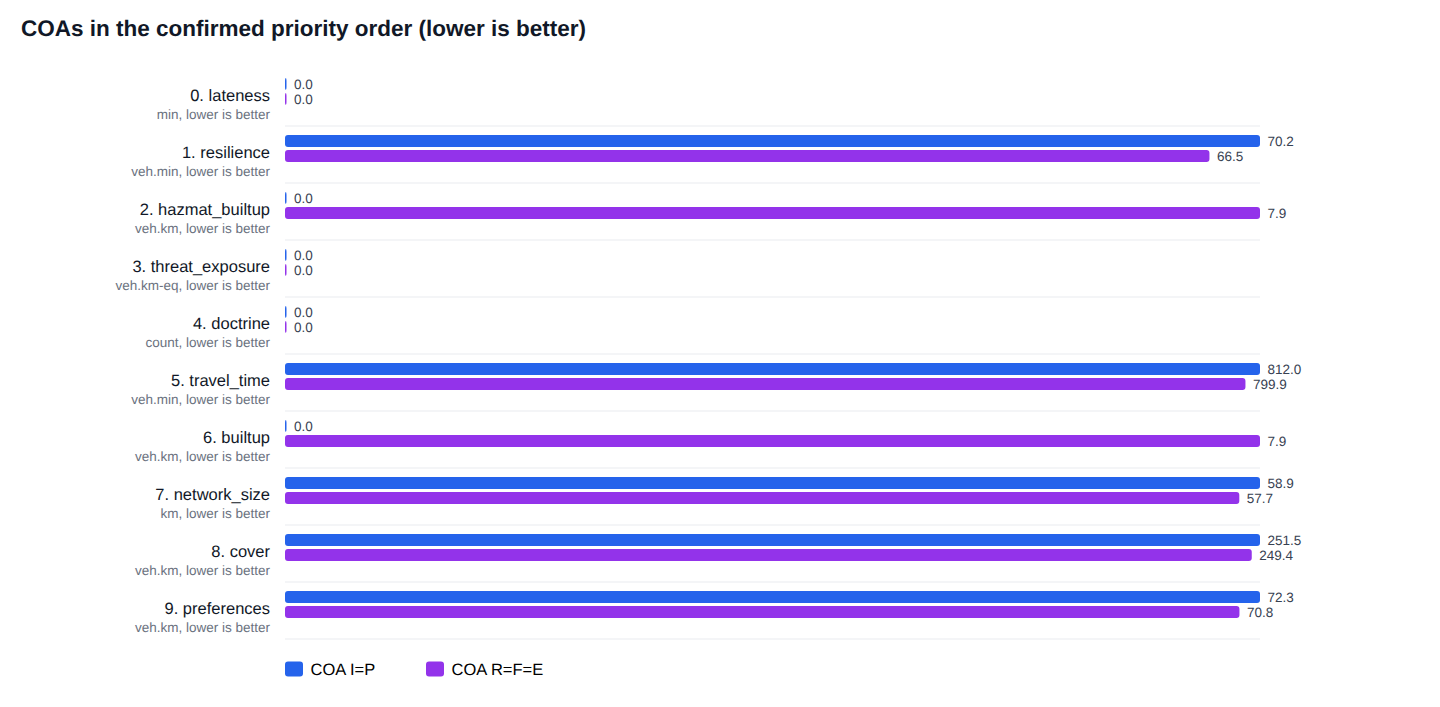 COAs in the confirmed priority order (lower is better)
0. lateness
min, lower is better
0.0
0.0
1. resilience
veh.min, lower is better
70.2
66.5
2. hazmat_builtup
veh.km, lower is better
0.0
7.9
3. threat_exposure
veh.km-eq, lower is better
0.0
0.0
4. doctrine
count, lower is better
0.0
0.0
5. travel_time
veh.min, lower is better
812.0
799.9
6. builtup
veh.km, lower is better
0.0
7.9
7. network_size
km, lower is better
58.9
57.7
8. cover
veh.km, lower is better
251.5
249.4
9. preferences
veh.km, lower is better
72.3
70.8
COA I=P
COA R=F=E